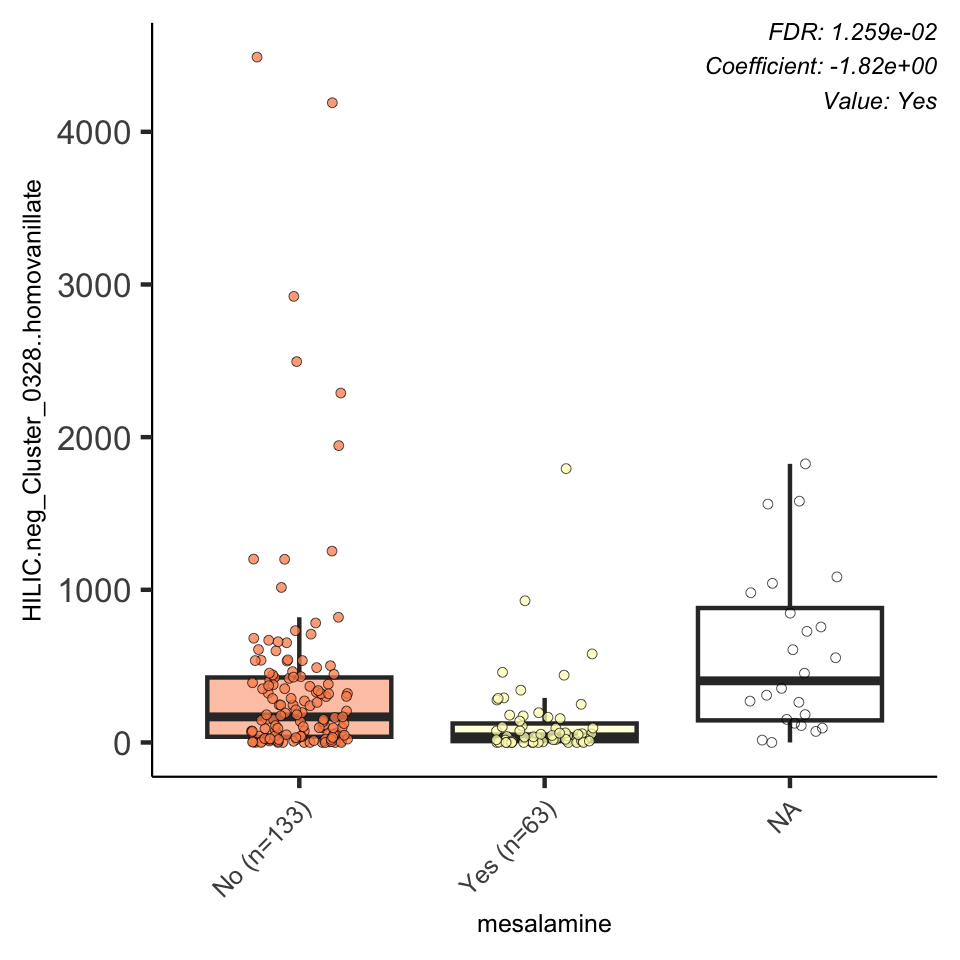 FDR: 1.259e-02
Coefficient: -1.82e+00
Value: Yes
HILIC.neg_Cluster_0328..homovanillate
4000
3000
2000
1000
0
No (n=133)
Yes (n=63)
NA
mesalamine